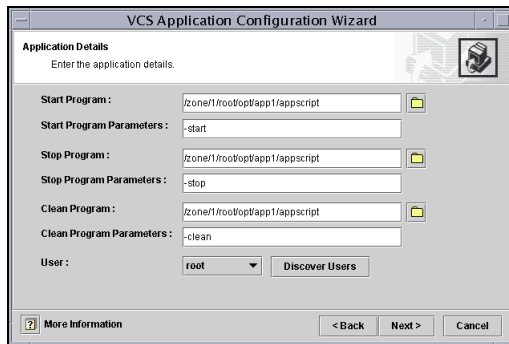 VCS Application Configuration Wizard
Application Details
Enter the application details.
Start Program :
/zone/1/root/opt/app1/appscript
Start Program Parameters :
-start
Stop Program :
/zone/1/root/opt/app1/appscript
Stop Program Parameters :
-stop
Clean Program :
/zone/1/root/opt/app1/appscript
Clean Program Parameters :
-clean
User :
root
Discover Users
? More Information
< Back
Next >
Cancel